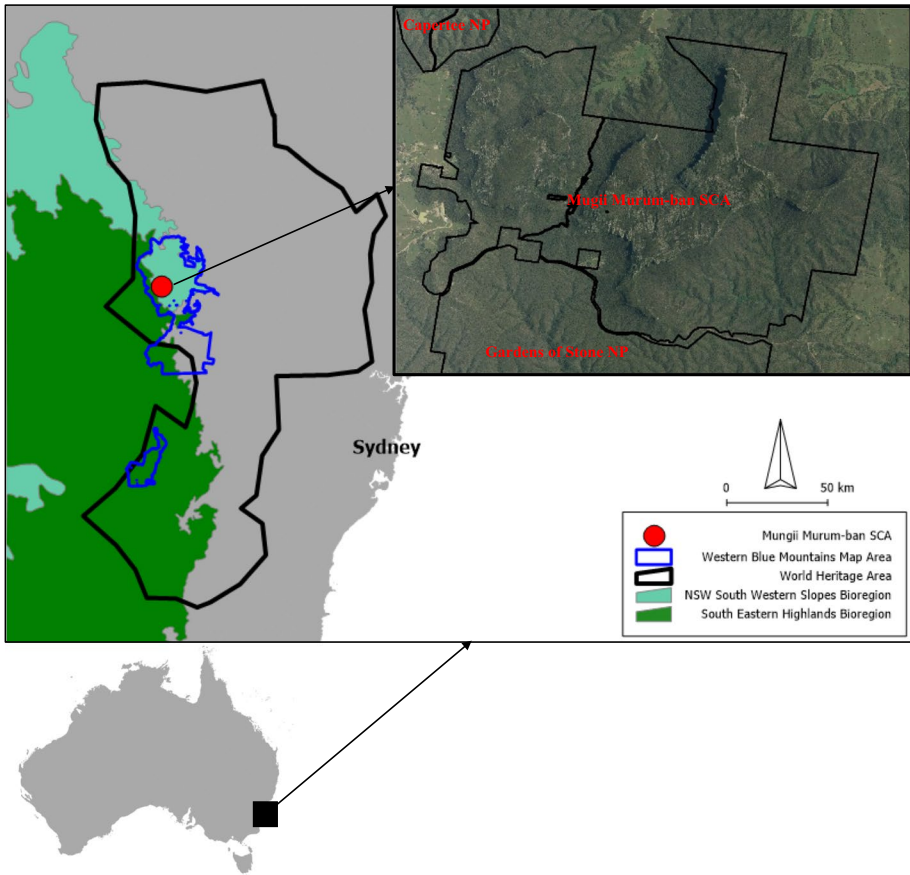 Capertee NP
Mugii Murum-ban SCA
Gardens of Stone NP
Sydney
0 50 km
Mungii Murum-ban SCA
Western Blue Mountains Map Area
World Heritage Area
NSW South Western Slopes Bioregion
South Eastern Highlands Bioregion